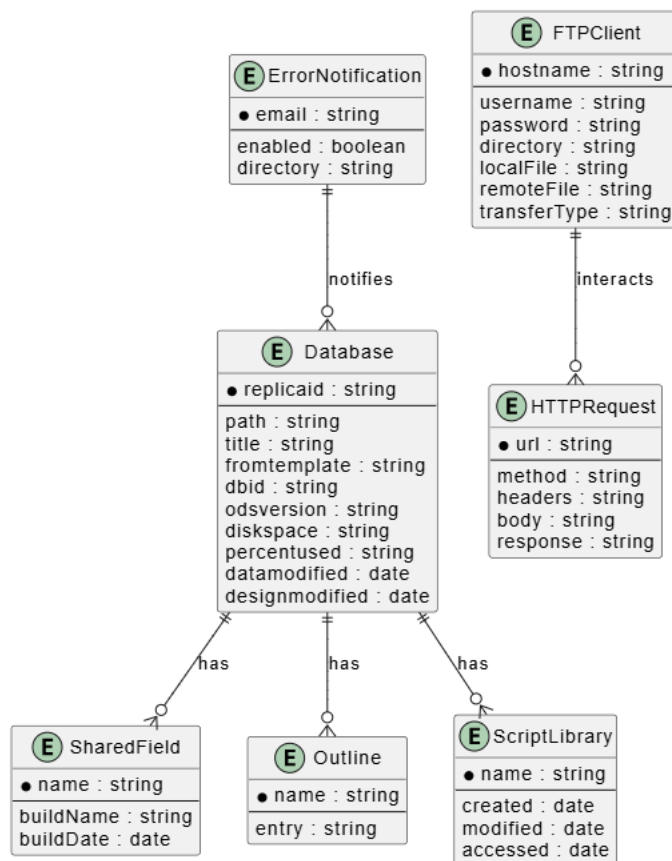 E FTPClient
hostname : string
username : string
password : string
directory : string
localFile : string
remoteFile : string
transferType : string
E ErrorNotification
email : string
enabled : boolean
directory : string
notifies
interacts
E Database
replicaid : string
path : string
title : string
fromtemplate : string
dbid : string
odsversion : string
diskspace : string
percentused : string
datamodified : date
designmodified : date
E HTTPRequest
url : string
method : string
headers : string
body : string
response : string
has
has
has
E SharedField
name : string
buildName : string
buildDate : date
E Outline
name : string
entry : string
E ScriptLibrary
name : string
created : date
modified : date
accessed : date